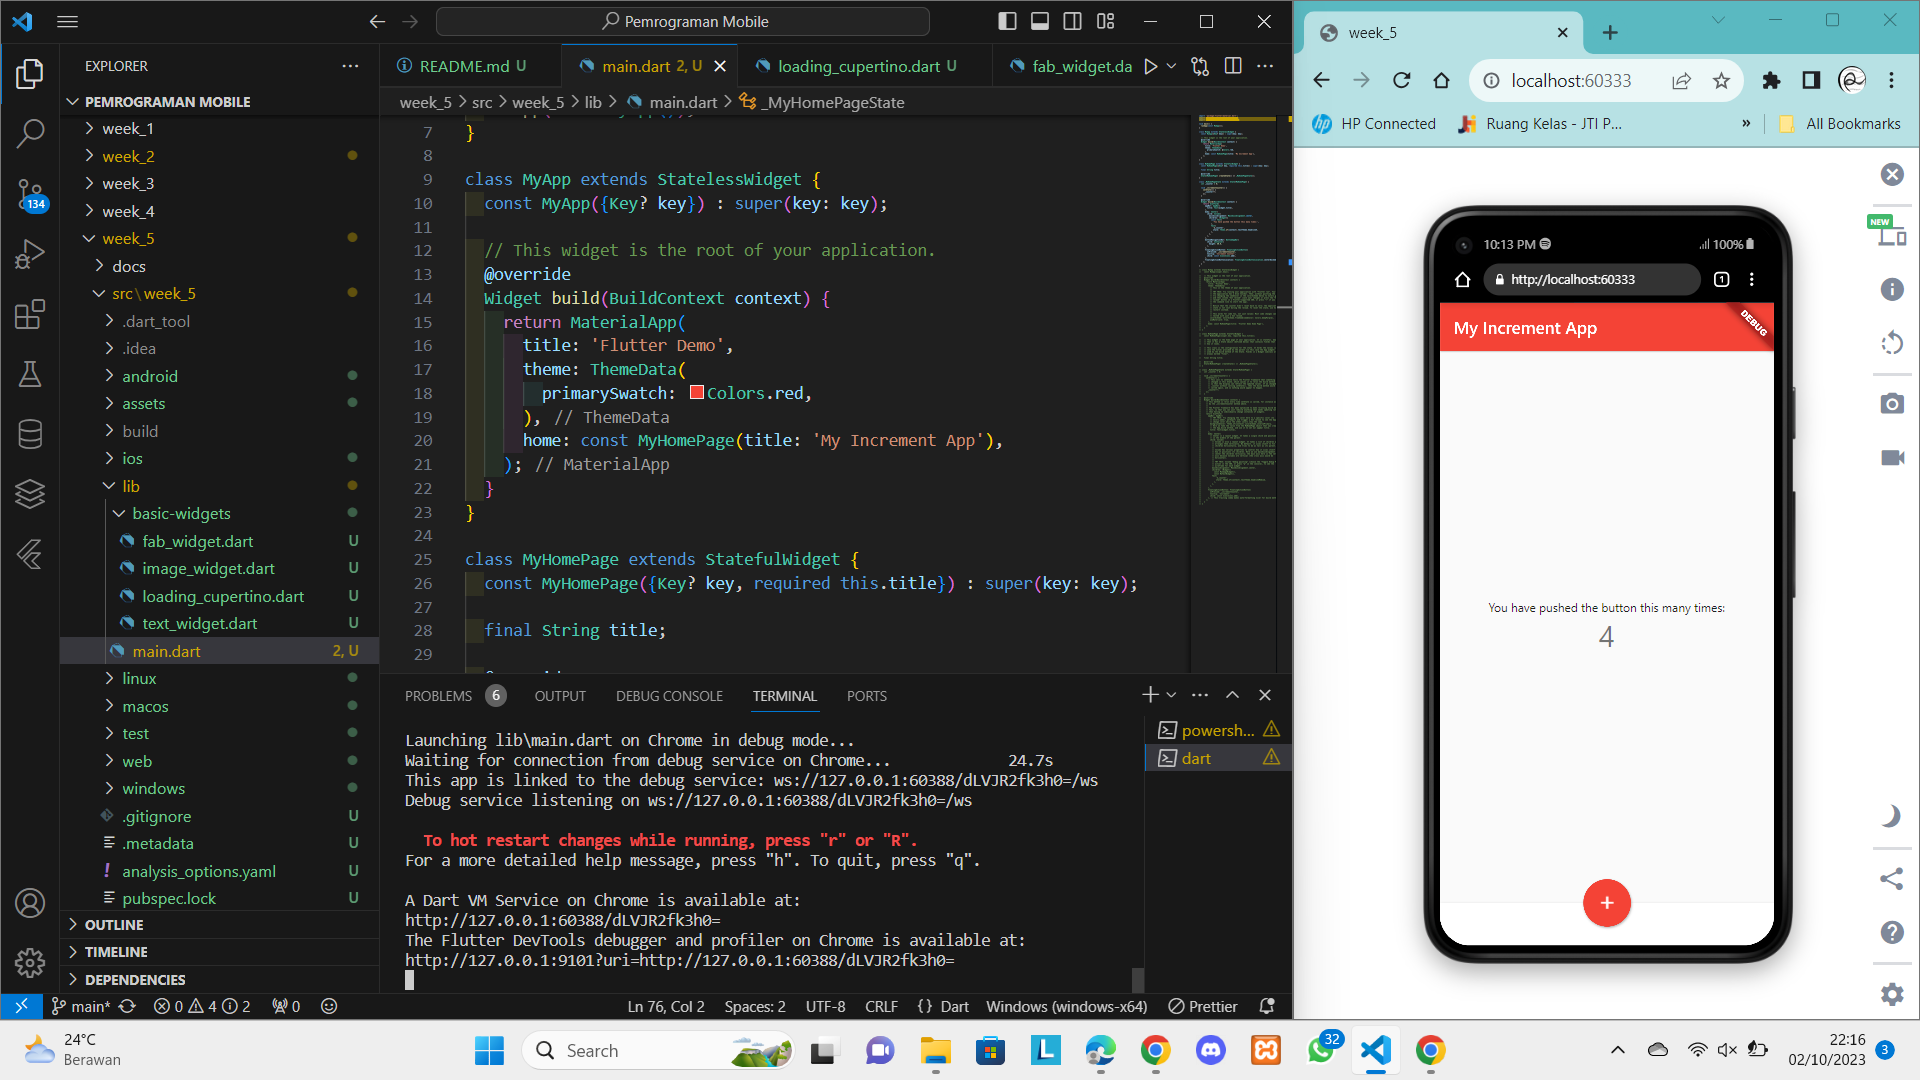 Pemrograman Mobile
EXPLORER
PEMROGRAMAN MOBILE
week_1
week_2
week_3
week_4
week_5
docs
src\week_5
.dart_tool
.idea
android
assets
build
ios
lib
basic-widgets
fab_widget.dart U
image_widget.dart U
loading_cupertino.dart U
text_widget.dart U
main.dart 2, U
linux
macos
test
web
windows
.gitignore U
.metadata U
! analysis_options.yaml U
pubspec.lock U
OUTLINE
TIMELINE
DEPENDENCIES
134
README.md U
main.dart 2, U
loading_cupertino.dart U
fab_widget.da
week_5 > src > week_5 > lib > main.dart > _MyHomePageState
7 }
8
9 class MyApp extends StatelessWidget {
10 const MyApp({Key? key}) : super(key: key);
11
12 // This widget is the root of your application.
13 @override
14 Widget build(BuildContext context) {
15 return MaterialApp(
16 title: 'Flutter Demo',
17 theme: ThemeData(
18 primarySwatch: Colors.red,
19 ), // ThemeData
20 home: const MyHomePage(title: 'My Increment App'),
21 ); // MaterialApp
22 }
23 }
24
25 class MyHomePage extends StatefulWidget {
26 const MyHomePage({Key? key, required this.title}) : super(key: key);
27
28 final String title;
29
PROBLEMS 6 OUTPUT DEBUG CONSOLE TERMINAL PORTS
Launching lib\main.dart on Chrome in debug mode...
Waiting for connection from debug service on Chrome... 24.7s
This app is linked to the debug service: ws://127.0.0.1:60388/dLVJR2fk3h0=/ws
Debug service listening on ws://127.0.0.1:60388/dLVJR2fk3h0=/ws
To hot restart changes while running, press "r" or "R".
For a more detailed help message, press "h". To quit, press "q".
A Dart VM Service on Chrome is available at:
http://127.0.0.1:60388/dLVJR2fk3h0=
The Flutter DevTools debugger and profiler on Chrome is available at:
http://127.0.0.1:9101?uri=http://127.0.0.1:60388/dLVJR2fk3h0=
powersh...
dart
main* 0 4 2 0 Ln 76, Col 2 Spaces: 2 UTF-8 CRLF {} Dart Windows (windows-x64) Prettier
week_5
localhost:60333
HP Connected Ruang Kelas - JTI P... » All Bookmarks
NEW
10:13 PM 100%
http://localhost:60333 1
My Increment App
DEBUG
You have pushed the button this many times:
4
+
24°C
Berawan
Search
32
22:16
02/10/2023
3